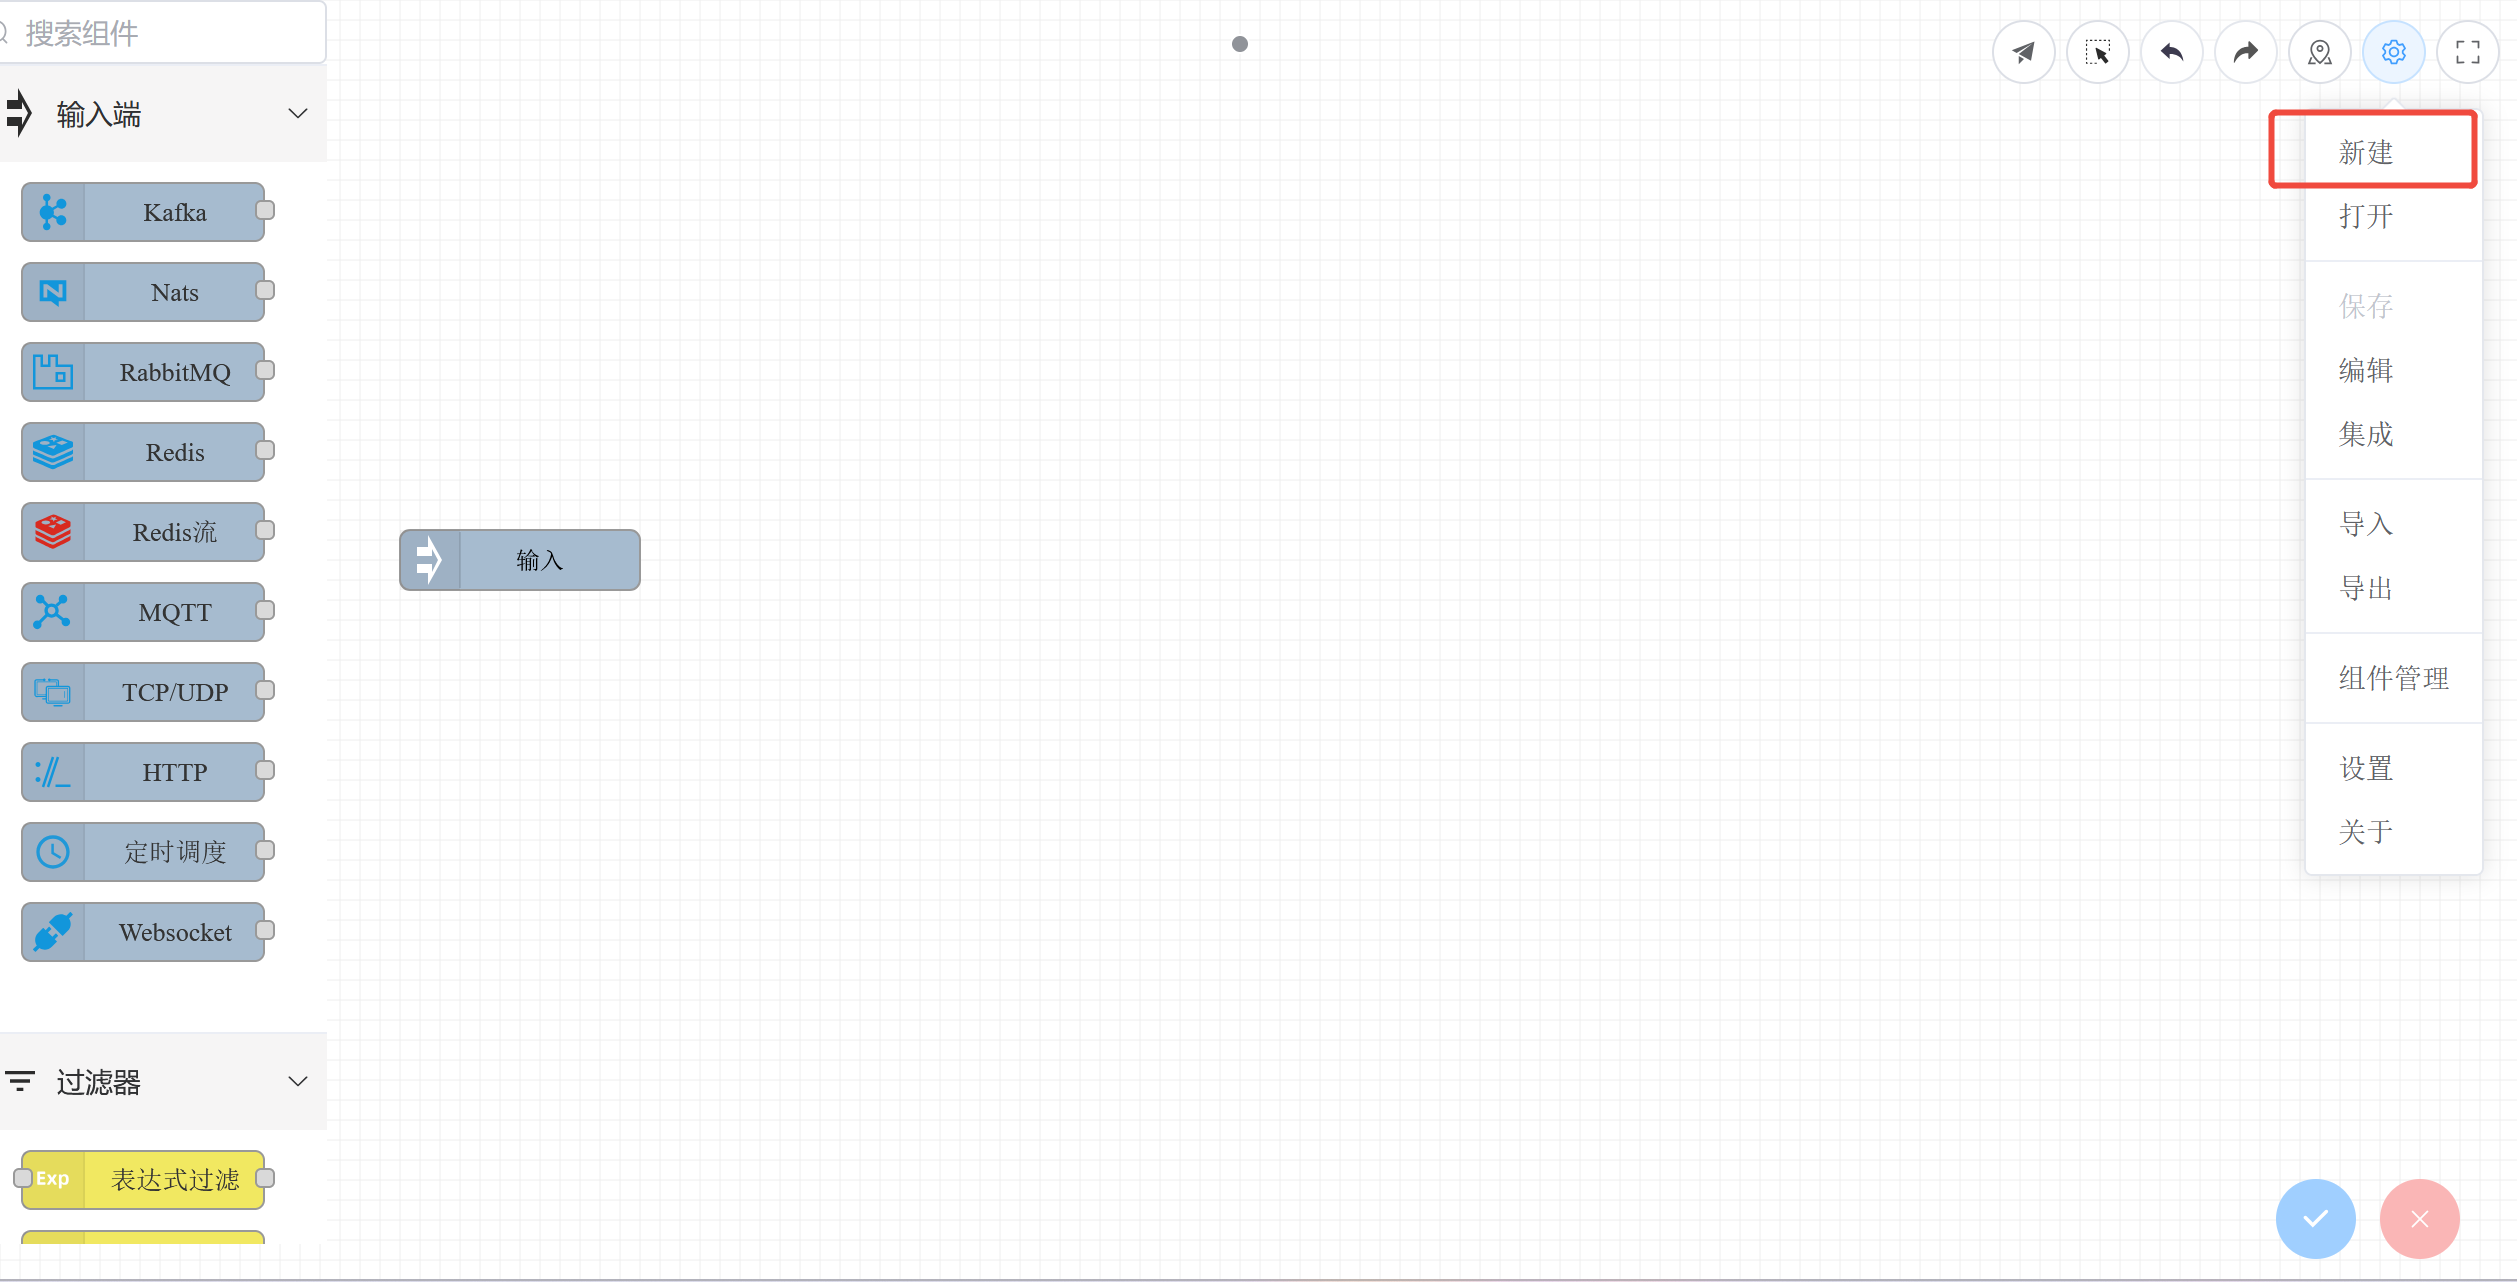 搜索组件
输入端
Kafka
Nats
RabbitMQ
Redis
Redis流
MQTT
TCP/UDP
HTTP
定时调度
Websocket
过滤器
Exp 表达式过滤
输入
新建
打开
保存
编辑
集成
导入
导出
组件管理
设置
关于